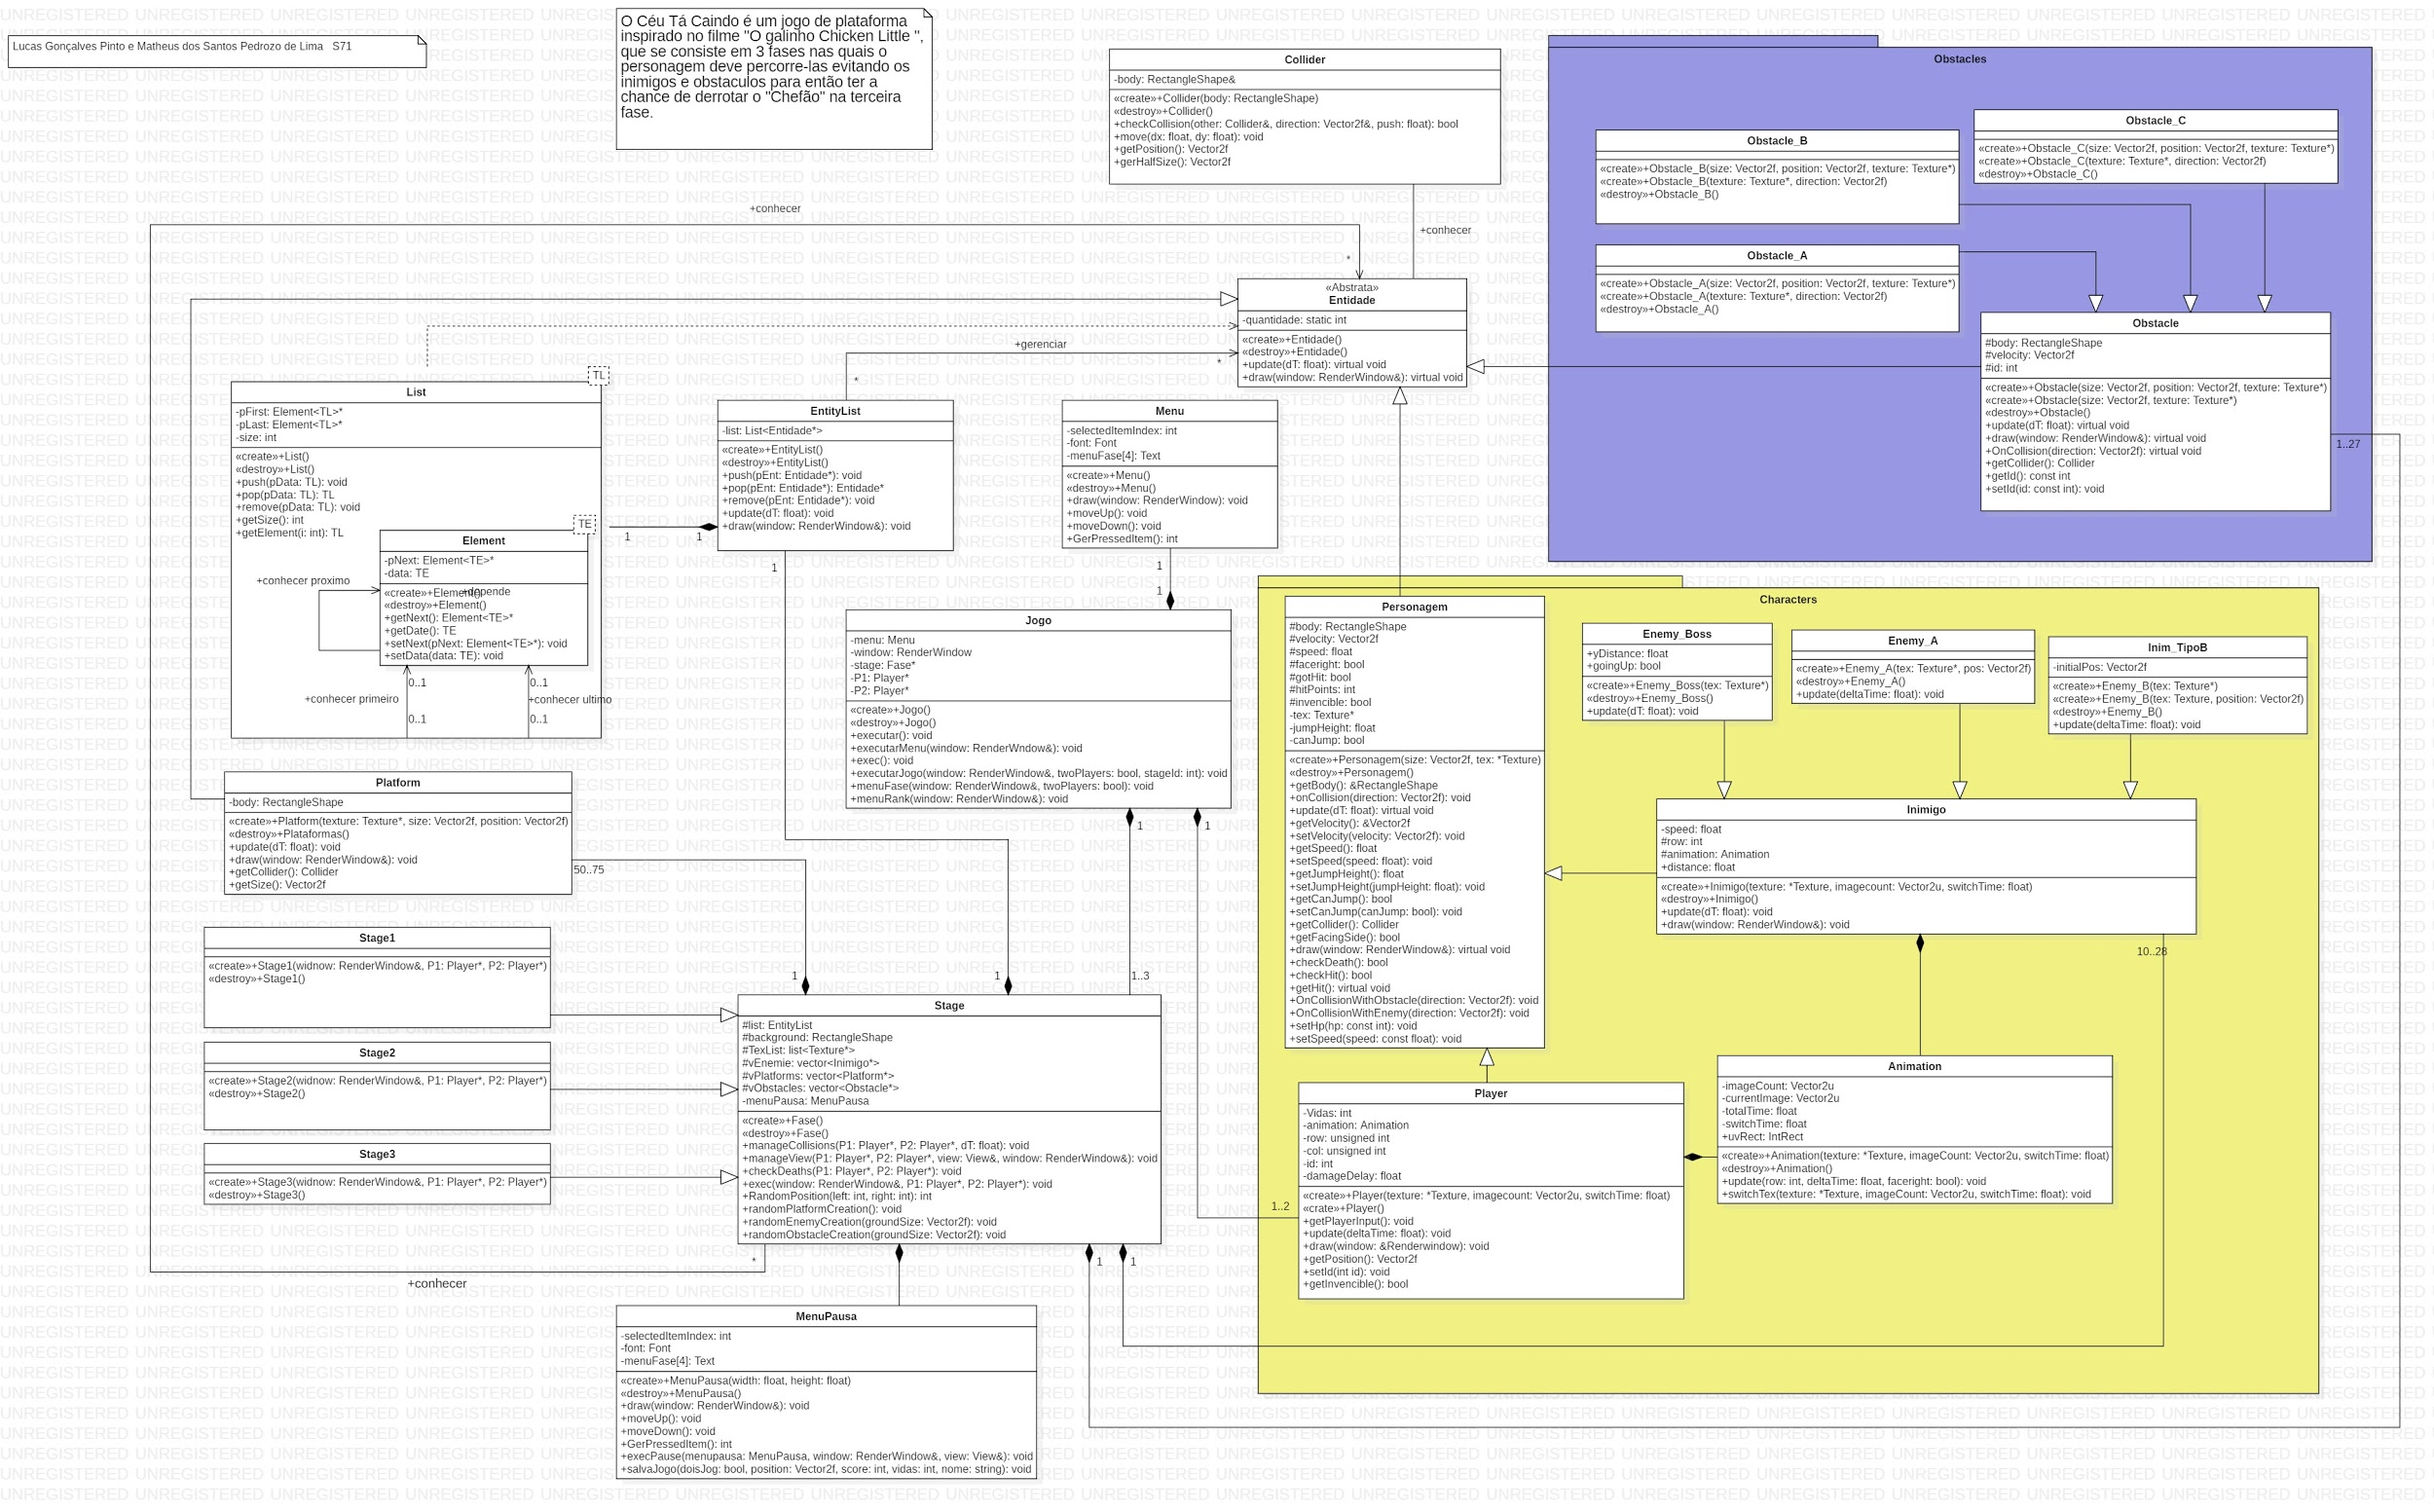 Lucas Gonçalves Pinto e Matheus dos Santos Pedrozo de Lima   S71
O Céu Tá Caindo é um jogo de plataforma
inspirado no filme "O galinho Chicken Little ",
que se consiste em 3 fases nas quais o
personagem deve percorre-las evitando os
inimigos e obstaculos para então ter a
chance de derrotar o "Chefão" na terceira
fase.
Collider
-body: RectangleShape&
«create»+Collider(body: RectangleShape)
«destroy»+Collider()
+checkCollision(other: Collider&, direction: Vector2f&, push: float): bool
+move(dx: float, dy: float): void
+getPosition(): Vector2f
+gerHalfSize(): Vector2f
Obstacles
Obstacle_C
«create»+Obstacle_C(size: Vector2f, position: Vector2f, texture: Texture*)
«create»+Obstacle_C(texture: Texture*, direction: Vector2f)
«destroy»+Obstacle_C()
Obstacle_B
«create»+Obstacle_B(size: Vector2f, position: Vector2f, texture: Texture*)
«create»+Obstacle_B(texture: Texture*, direction: Vector2f)
«destroy»+Obstacle_B()
Obstacle_A
«create»+Obstacle_A(size: Vector2f, position: Vector2f, texture: Texture*)
«create»+Obstacle_A(texture: Texture*, direction: Vector2f)
«destroy»+Obstacle_A()
Obstacle
#body: RectangleShape
#velocity: Vector2f
#id: int
«create»+Obstacle(size: Vector2f, position: Vector2f, texture: Texture*)
«create»+Obstacle(size: Vector2f, texture: Texture*)
«destroy»+Obstacle()
+update(dT: float): virtual void
+draw(window: RenderWindow&): virtual void
+OnCollision(direction: Vector2f): virtual void
+getCollider(): Collider
+getId(): const int
+setId(id: const int): void
1..27
+conhecer
+conhecer
*
«Abstrata»
Entidade
-quantidade: static int
«create»+Entidade()
«destroy»+Entidade()
+update(dT: float): virtual void
+draw(window: RenderWindow&): virtual void
+gerenciar
*
*
List
TL
-pFirst: Element<TL>*
-pLast: Element<TL>*
-size: int
«create»+List()
«destroy»+List()
+push(pData: TL): void
+pop(pData: TL): TL
+remove(pData: TL): void
+getSize(): int
+getElement(i: int): TL
TE
Element
-pNext: Element<TE>*
-data: TE
«create»+Element()
+depende
«destroy»+Element()
+getNext(): Element<TE>*
+getDate(): TE
+setNext(pNext: Element<TE>*): void
+setData(data: TE): void
+conhecer proximo
0..1
0..1
+conhecer primeiro
+conhecer ultimo
0..1
0..1
EntityList
-list: List<Entidade*>
«create»+EntityList()
«destroy»+EntityList()
+push(pEnt: Entidade*): void
+pop(pEnt: Entidade*): Entidade*
+remove(pEnt: Entidade*): void
+update(dT: float): void
+draw(window: RenderWindow&): void
1
1
1
Menu
-selectedItemIndex: int
-font: Font
-menuFase[4]: Text
«create»+Menu()
«destroy»+Menu()
+draw(window: RenderWindow): void
+moveUp(): void
+moveDown(): void
+GerPressedItem(): int
1
1
Jogo
-menu: Menu
-window: RenderWindow
-stage: Fase*
-P1: Player*
-P2: Player*
«create»+Jogo()
«destroy»+Jogo()
+executar(): void
+executarMenu(window: RenderWndow&): void
+exec(): void
+executarJogo(window: RenderWindow&, twoPlayers: bool, stageId: int): void
+menuFase(window: RenderWindow&, twoPlayers: bool): void
+menuRank(window: RenderWindow&): void
1
1
Characters
Personagem
#body: RectangleShape
#velocity: Vector2f
#speed: float
#faceright: bool
#gotHit: bool
#hitPoints: int
#invencible: bool
-tex: Texture*
-jumpHeight: float
-canJump: bool
«create»+Personagem(size: Vector2f, tex: *Texture)
«destroy»+Personagem()
+getBody(): &RectangleShape
+onCollision(direction: Vector2f): void
+update(dT: float): virtual void
+getVelocity(): &Vector2f
+setVelocity(velocity: Vector2f): void
+getSpeed(): float
+setSpeed(speed: float): void
+getJumpHeight(): float
+setJumpHeight(jumpHeight: float): void
+getCanJump(): bool
+setCanJump(canJump: bool): void
+getCollider(): Collider
+getFacingSide(): bool
+draw(window: RenderWindow&): virtual void
+checkDeath(): bool
+checkHit(): bool
+getHit(): virtual void
+OnCollisionWithObstacle(direction: Vector2f): void
+OnCollisionWithEnemy(direction: Vector2f): void
+setHp(hp: const int): void
+setSpeed(speed: const float): void
Enemy_Boss
+yDistance: float
+goingUp: bool
«create»+Enemy_Boss(tex: Texture*)
«destroy»+Enemy_Boss()
+update(dT: float): void
Enemy_A
«create»+Enemy_A(tex: Texture*, pos: Vector2f)
«destroy»+Enemy_A()
+update(deltaTime: float): void
Inim_TipoB
-initialPos: Vector2f
«create»+Enemy_B(tex: Texture*)
«create»+Enemy_B(tex: Texture, position: Vector2f)
«destroy»+Enemy_B()
+update(deltaTime: float): void
Inimigo
-speed: float
#row: int
#animation: Animation
+distance: float
«create»+Inimigo(texture: *Texture, imagecount: Vector2u, switchTime: float)
«destroy»+Inimigo()
+update(dT: float): void
+draw(window: RenderWindow&): void
10..28
Platform
-body: RectangleShape
«create»+Platform(texture: Texture*, size: Vector2f, position: Vector2f)
«destroy»+Plataformas()
+update(dT: float): void
+draw(window: RenderWindow&): void
+getCollider(): Collider
+getSize(): Vector2f
50..75
Stage1
«create»+Stage1(widnow: RenderWindow&, P1: Player*, P2: Player*)
«destroy»+Stage1()
Stage2
«create»+Stage2(widnow: RenderWindow&, P1: Player*, P2: Player*)
«destroy»+Stage2()
Stage3
«create»+Stage3(widnow: RenderWindow&, P1: Player*, P2: Player*)
«destroy»+Stage3()
1
1
1..3
Stage
#list: EntityList
#background: RectangleShape
#TexList: list<Texture*>
#vEnemie: vector<Inimigo*>
#vPlatforms: vector<Platform*>
#vObstacles: vector<Obstacle*>
-menuPausa: MenuPausa
«create»+Fase()
«destroy»+Fase()
+manageCollisions(P1: Player*, P2: Player*, dT: float): void
+manageView(P1: Player*, P2: Player*, view: View&, window: RenderWindow&): void
+checkDeaths(P1: Player*, P2: Player*): void
+exec(window: RenderWindow&, P1: Player*, P2: Player*): void
+RandomPosition(left: int, right: int): int
+randomPlatformCreation(): void
+randomEnemyCreation(groundSize: Vector2f): void
+randomObstacleCreation(groundSize: Vector2f): void
*
1
1
+conhecer
Player
-Vidas: int
-animation: Animation
-row: unsigned int
-col: unsigned int
-id: int
-damageDelay: float
«create»+Player(texture: *Texture, imagecount: Vector2u, switchTime: float)
«crate»+Player()
+getPlayerInput(): void
+update(deltaTime: float): void
+draw(window: &Renderwindow): void
+getPosition(): Vector2f
+setId(int id): void
+getInvencible(): bool
1..2
Animation
-imageCount: Vector2u
-currentImage: Vector2u
-totalTime: float
-switchTime: float
+uvRect: IntRect
«create»+Animation(texture: *Texture, imageCount: Vector2u, switchTime: float)
«destroy»+Animation()
+update(row: int, deltaTime: float, faceright: bool): void
+switchTex(texture: *Texture, imageCount: Vector2u, switchTime: float): void
MenuPausa
-selectedItemIndex: int
-font: Font
-menuFase[4]: Text
«create»+MenuPausa(width: float, height: float)
«destroy»+MenuPausa()
+draw(window: RenderWindow&): void
+moveUp(): void
+moveDown(): void
+GerPressedItem(): int
+execPause(menupausa: MenuPausa, window: RenderWindow&, view: View&): void
+salvaJogo(doisJog: bool, position: Vector2f, score: int, vidas: int, nome: string): void
UNREGISTERED